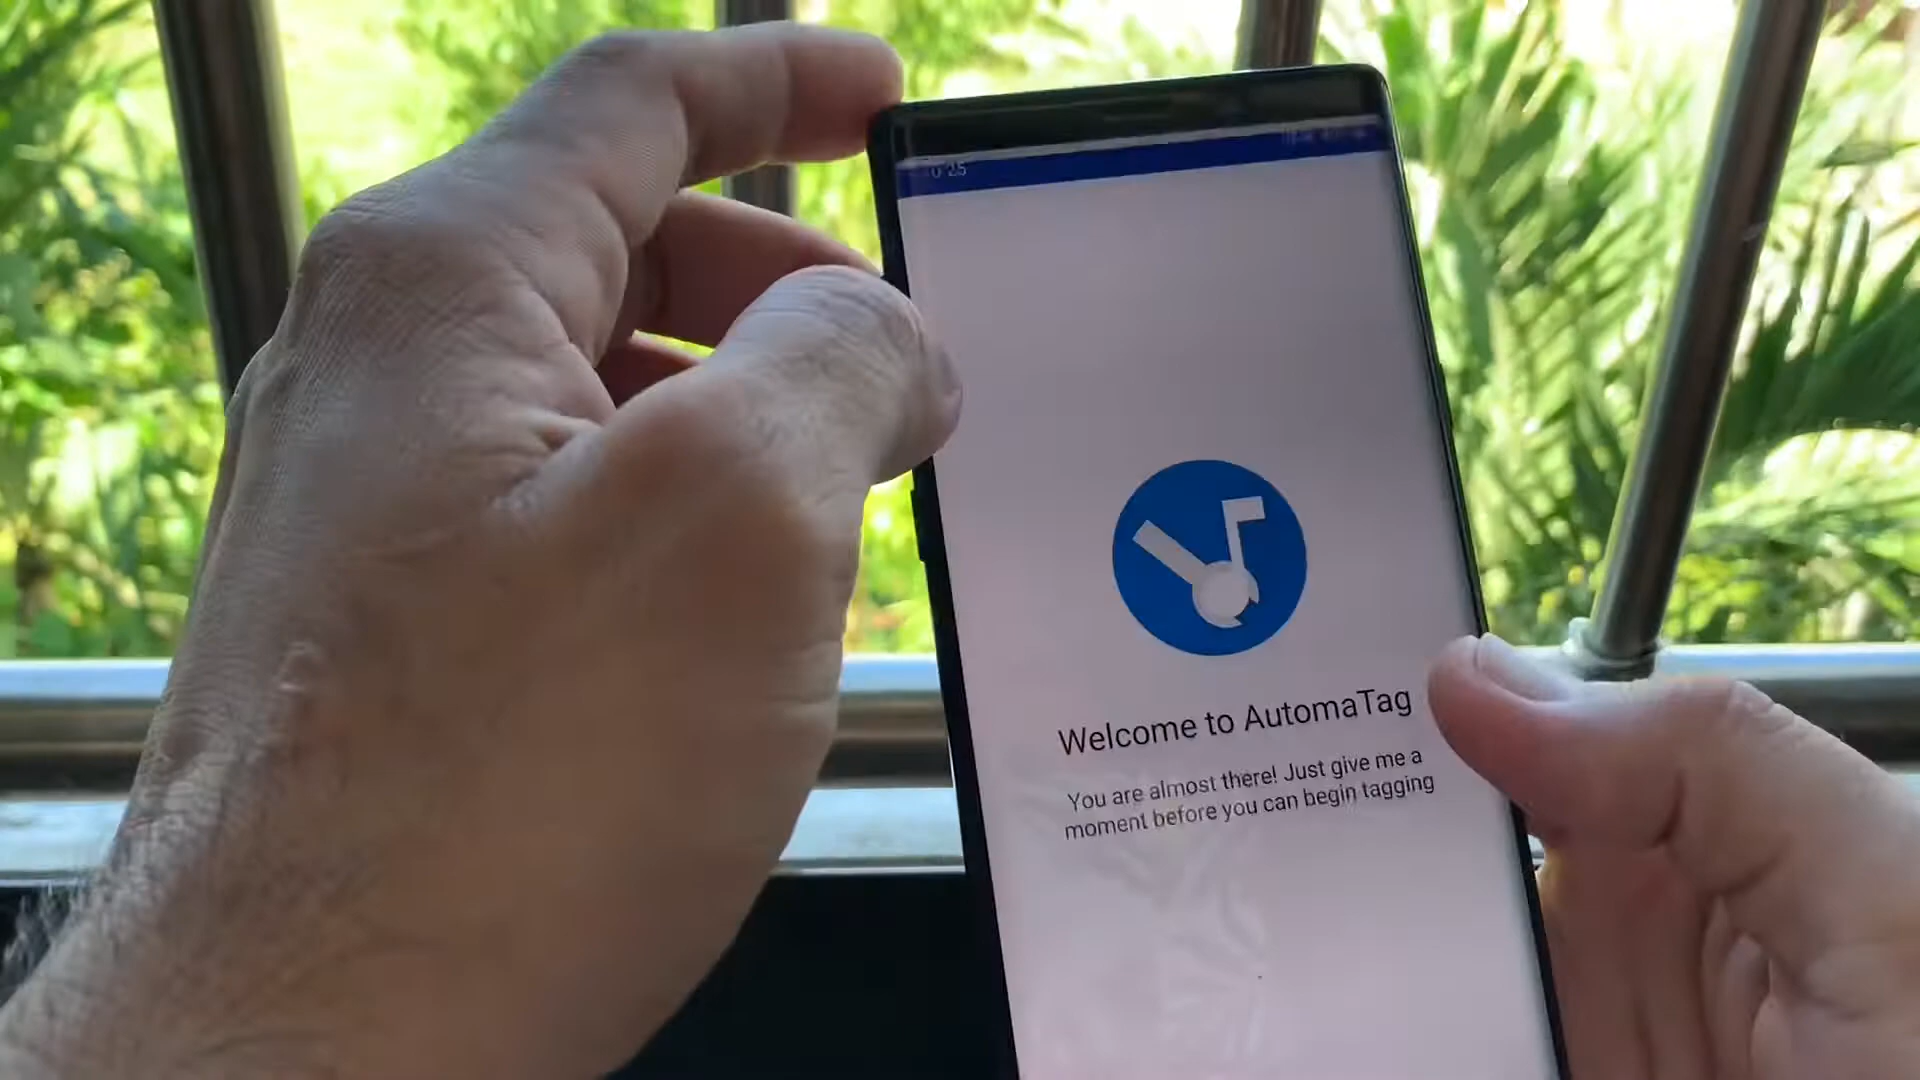 Welcome to AutomaTag
You are almost there! Just give me a
moment before you can begin tagging